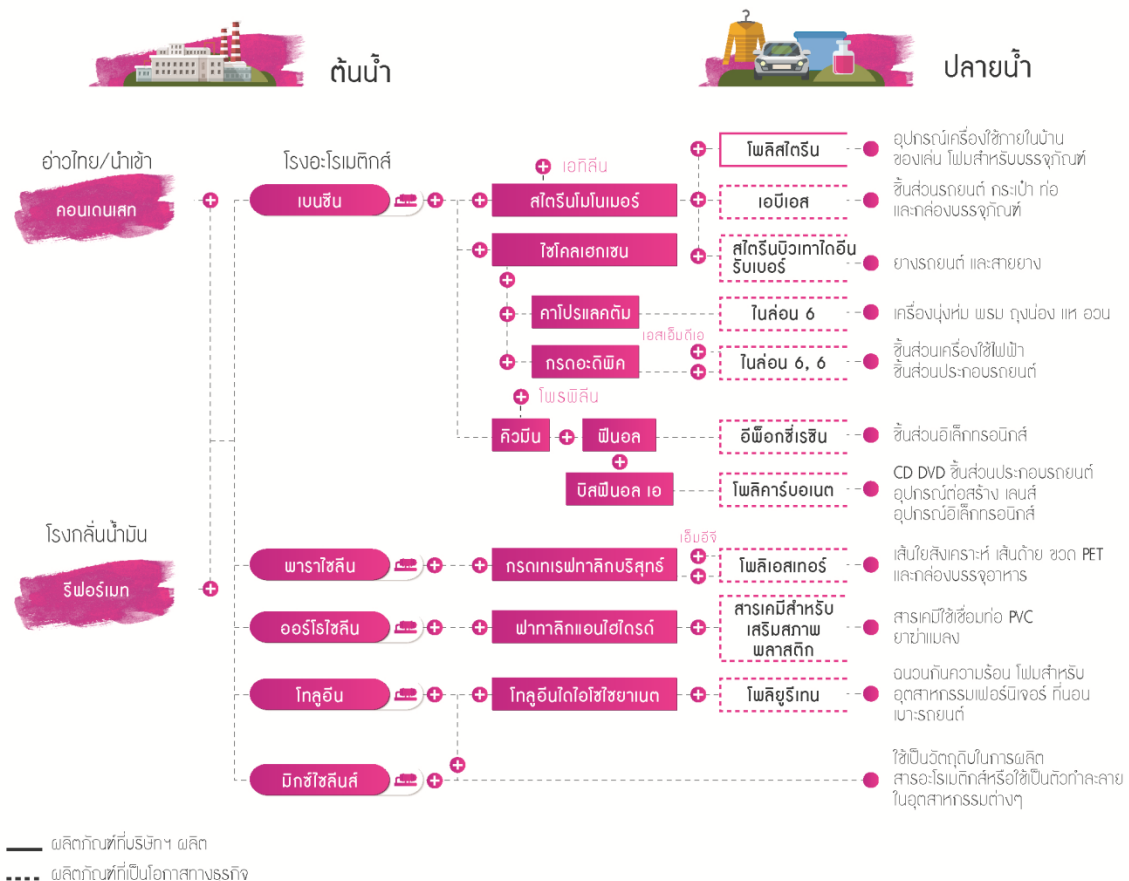 ต้นน้ำ
ปลายน้ำ
อ่าวไทย/นำเข้า
คอนเดนเสท
โรงกลั่นน้ำมัน
รีฟอร์เมท
โรงอะโรเมติกส์
เบนซีน
เอทิลีน
สไตรีนโมโนเมอร์
ไซโคลเฮกเซน
คาโปรแลคตัม
เอสเอ็มดีเอ
กรดอะดิพิค
โพรพิลีน
คิวมีน
ฟีนอล
บิสฟีนอล เอ
โพลิสไตรีน
อุปกรณ์เครื่องใช้ภายในบ้าน
ของเล่น โฟมสำหรับบรรจุภัณฑ์
เอบีเอส
ชิ้นส่วนรถยนต์ กระเป๋า ท่อ
และกล่องบรรจุภัณฑ์
สไตรีนบิวเทาไดอีน
รับเบอร์
ยางรถยนต์ และสายยาง
ไนล่อน 6
เครื่องนุ่งห่ม พรม ถุงน่อง แห อวน
ไนล่อน 6, 6
ชิ้นส่วนเครื่องใช้ไฟฟ้า
ชิ้นส่วนประกอบรถยนต์
อีพ็อกซี่เรซิน
ชิ้นส่วนอิเล็กทรอนิกส์
โพลิคาร์บอเนต
CD DVD ชิ้นส่วนประกอบรถยนต์
อุปกรณ์ก่อสร้าง เลนส์
อุปกรณ์อิเล็กทรอนิกส์
พาราไซลีน
กรดเทเรฟทาลิกบริสุทธ์
เอ็มอีจี
โพลิเอสเทอร์
เส้นใยสังเคราะห์ เส้นด้าย ขวด PET
และกล่องบรรจุอาหาร
ออร์โธไซลีน
ฟาทาลิกแอนไฮไดรด์
สารเคมีสำหรับ
เสริมสภาพ
พลาสติก
สารเคมีใช้เชื่อมท่อ PVC
ยาฆ่าแมลง
โทลูอีน
โทลูอีนไดไอโซไซยาเนต
โพลิยูรีเทน
ฉนวนกันความร้อน โฟมสำหรับ
อุตสาหกรรมเฟอร์นิเจอร์ ที่นอน
เบาะรถยนต์
มิกซ์ไซลีนส์
ใช้เป็นวัตถุดิบในการผลิต
สารอะโรเมติกส์หรือใช้เป็นตัวทำละลาย
ในอุตสาหกรรมต่างๆ
ผลิตภัณฑ์ที่บริษัทฯ ผลิต
ผลิตภัณฑ์ที่เป็นโอกาสทางธุรกิจ